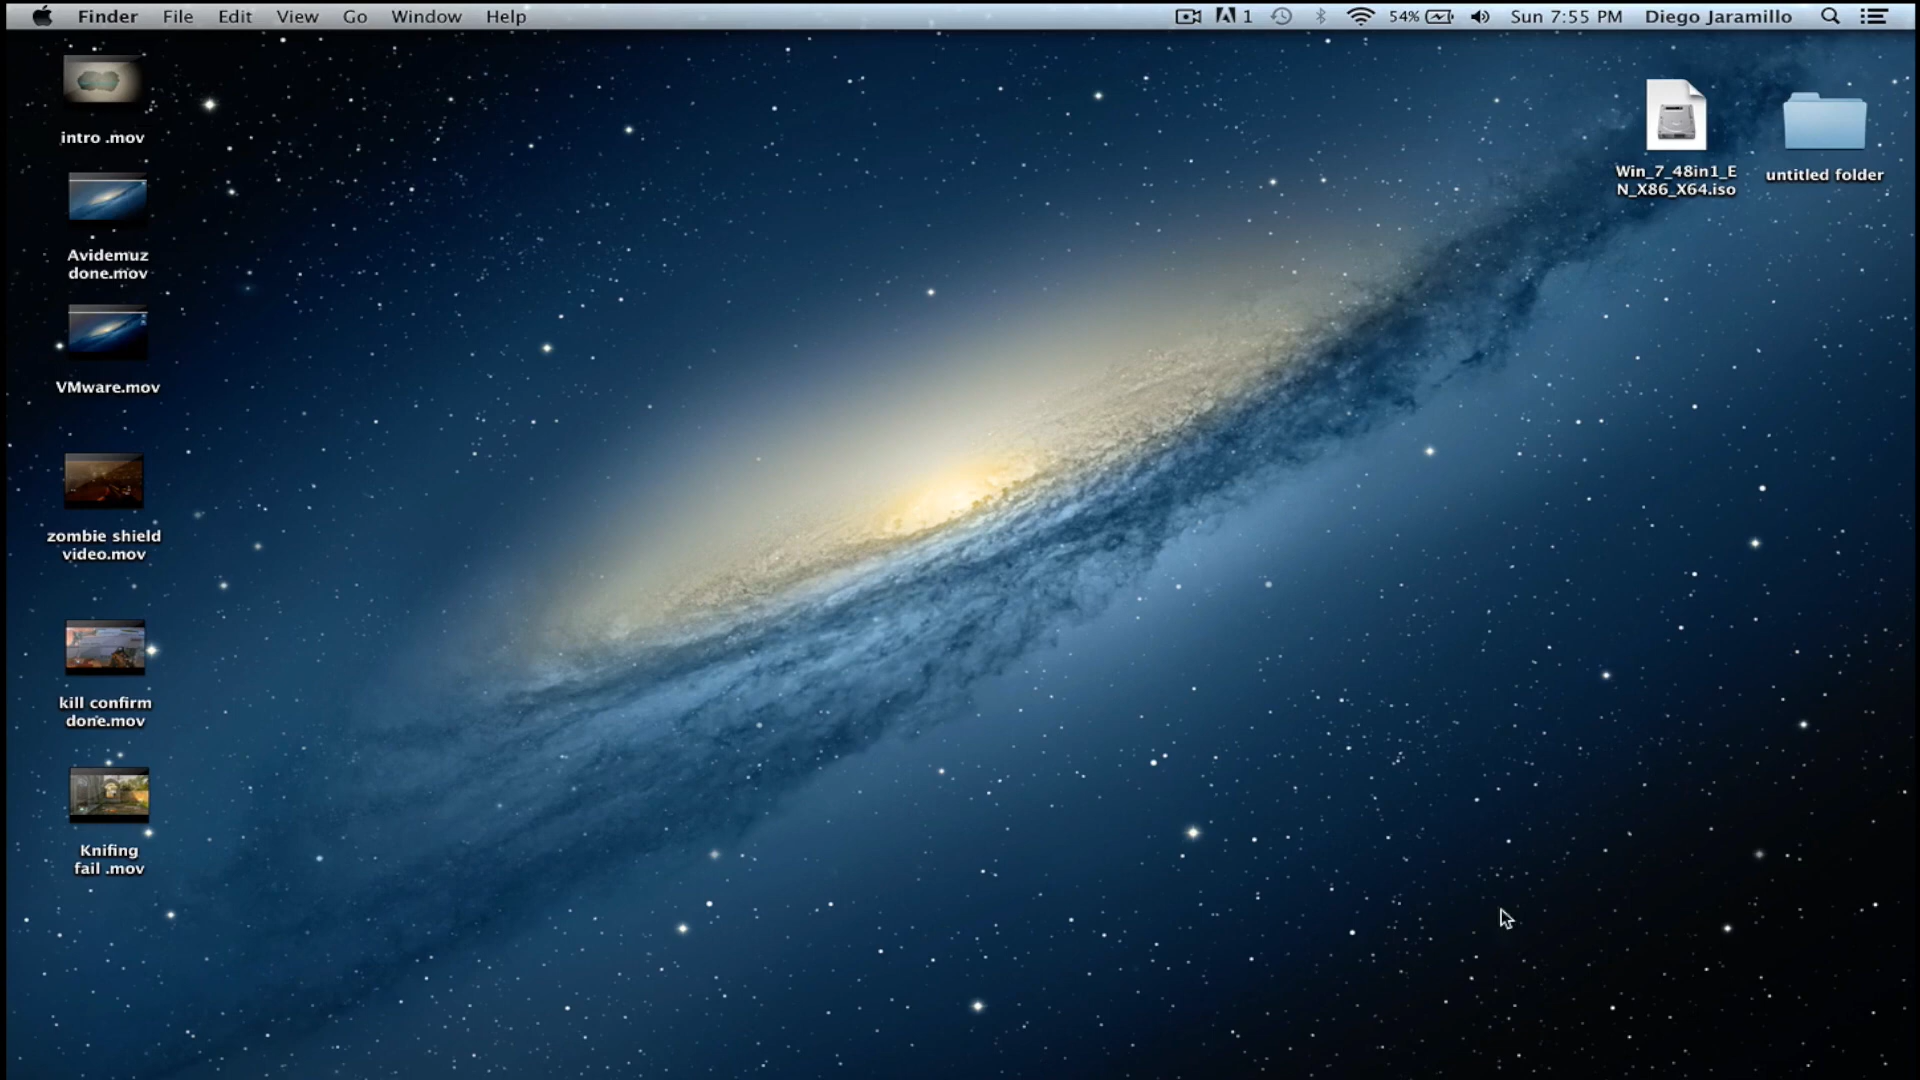 Finder File Edit View Go Window Help 1 54% Sun 7:55 PM Diego Jaramillo
intro .mov
Avidemuz
done.mov
VMware.mov
zombie shield
video.mov
kill confirm
done.mov
Knifing
fail .mov
Win_7_48in1_E
N_X86_X64.iso
untitled folder